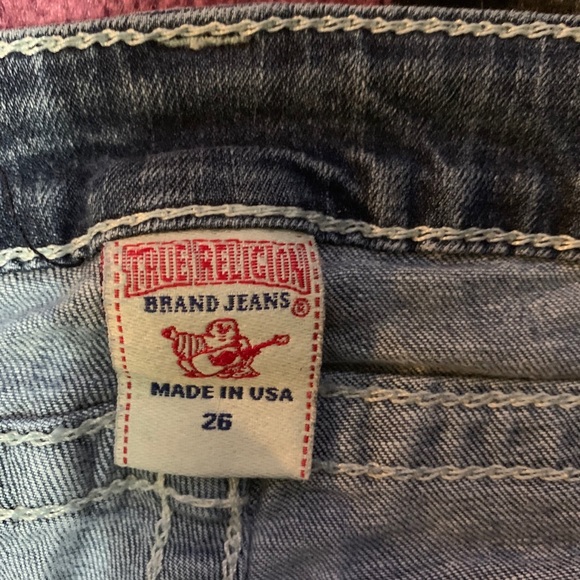 TRUE RELIGION
BRAND JEANS®
MADE IN USA
26